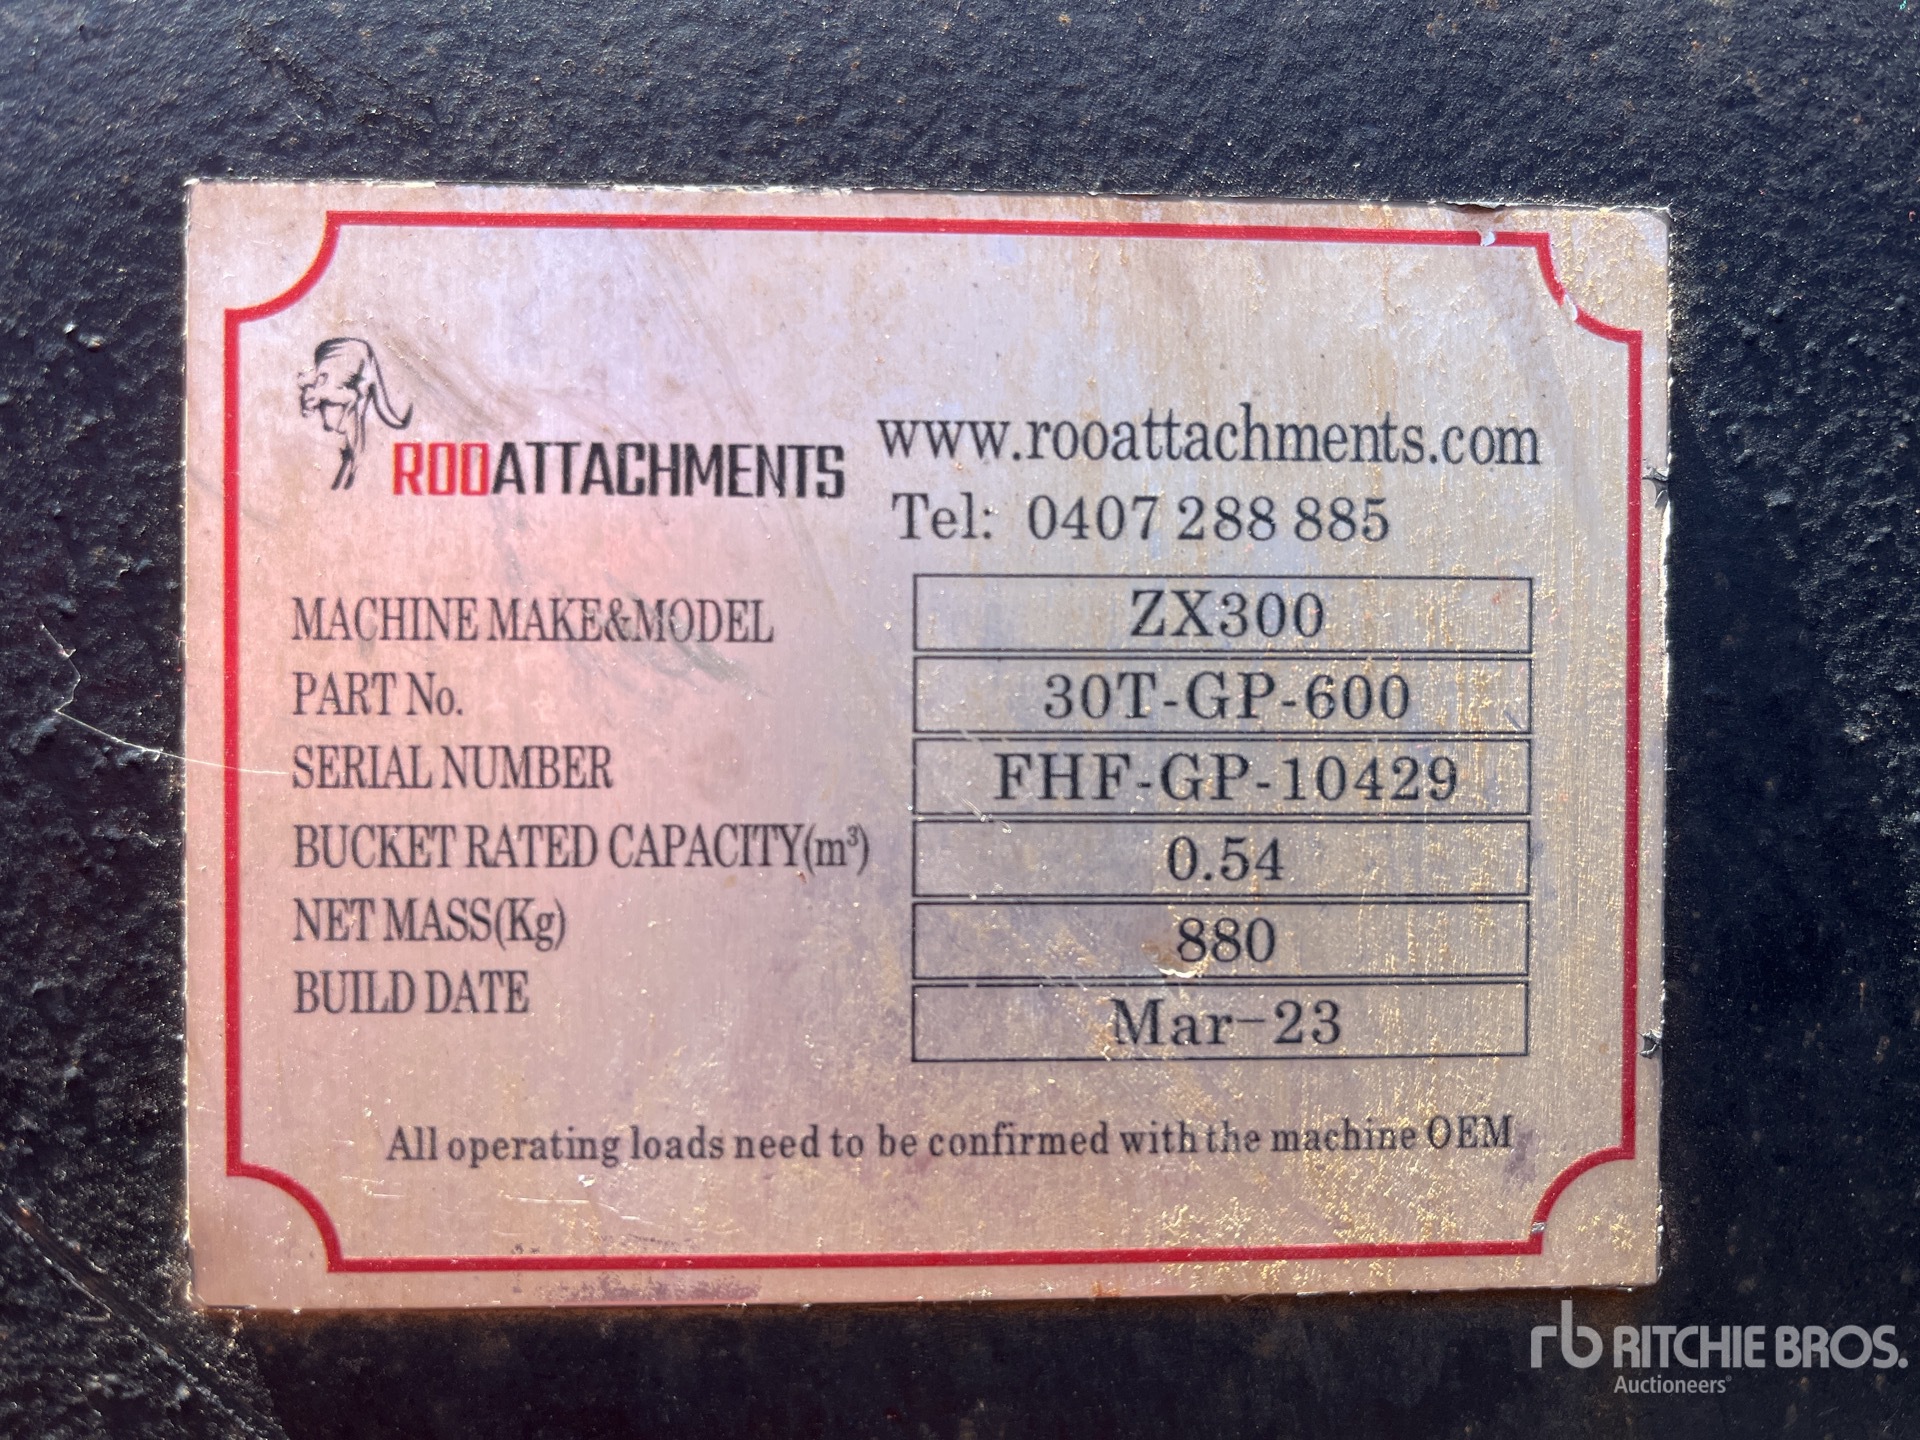 ROOATTACHMENTS
www.rooattachments.com
Tel: 0407 288 885
MACHINE MAKE&MODEL ZX300
PART No. 30T-GP-600
SERIAL NUMBER FHF-GP-10429
BUCKET RATED CAPACITY(m³) 0.54
NET MASS(Kg) 880
BUILD DATE Mar-23
All operating loads need to be confirmed with the machine OEM
rb RITCHIE BROS.
Auctioneers®